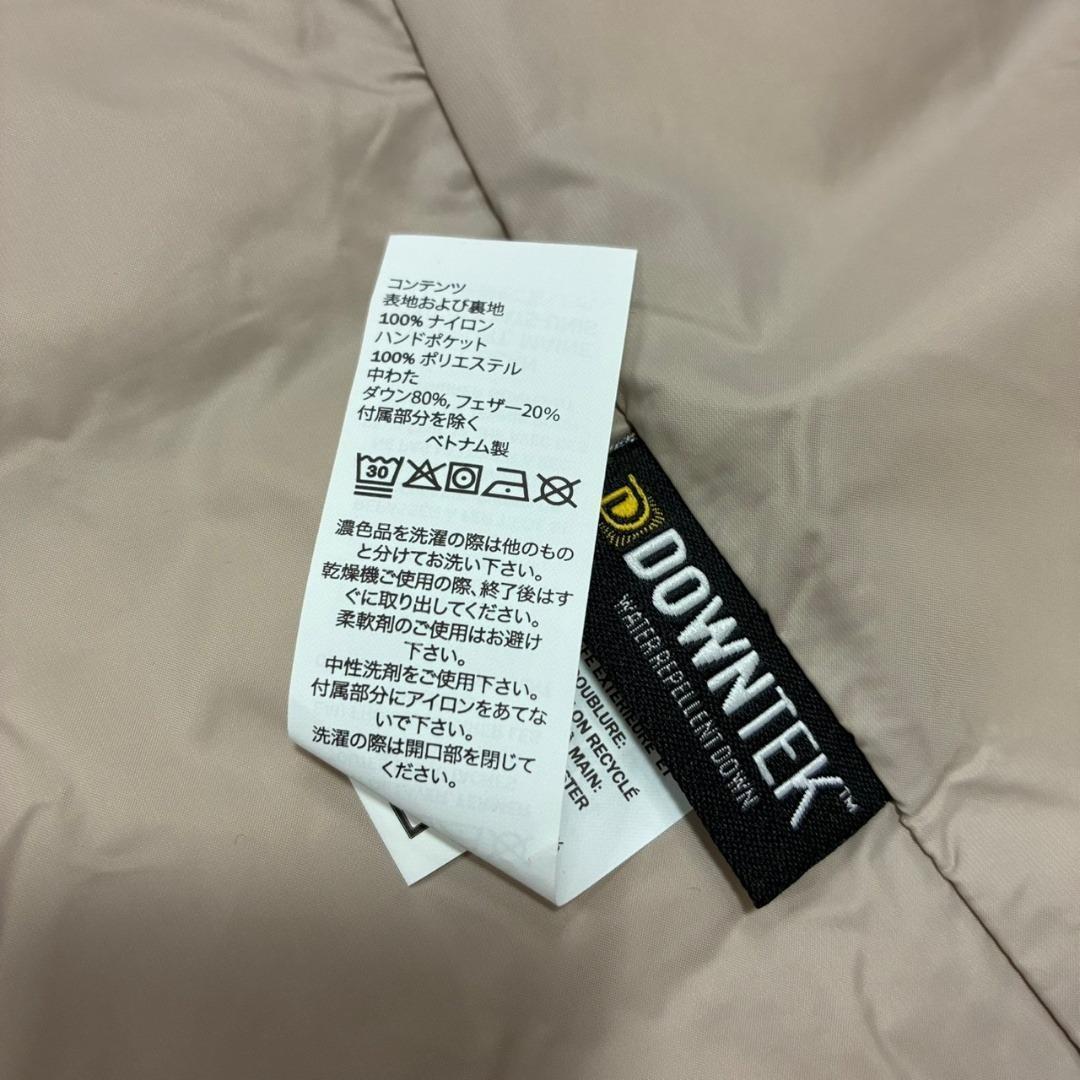 コンテンツ
表地および裏地
100% ナイロン
ハンドポケット
100% ポリエステル
中わた
ダウン80%, フェザー20%
付属部分を除く
ベトナム製
30
濃色品を洗濯の際は他のもの
と分けてお洗い下さい。
乾燥機ご使用の際、終了後はす
ぐに取り出してください。
柔軟剤のご使用はお避け
下さい。
中性洗剤をご使用下さい。
付属部分にアイロンをあてな
いで下さい。
洗濯の際は開口部を閉じて
ください。
D
DOWNTEK™
WATER REPELLENT DOWN
EXTERIEURE ET
OUBLURE:
ON RECYCLÉ
MAIN:
STER